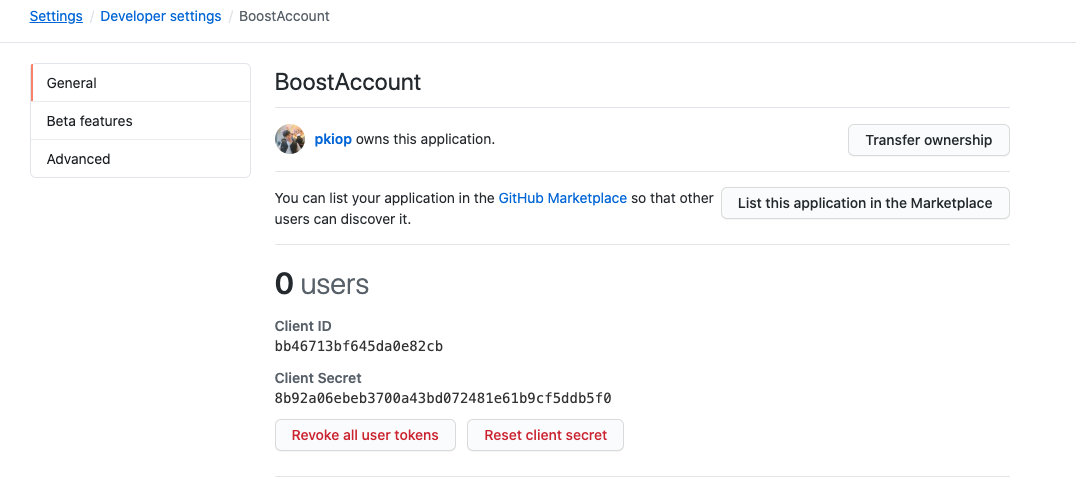 Settings / Developer settings / BoostAccount
General
Beta features
Advanced
BoostAccount
pkiop owns this application.
Transfer ownership
You can list your application in the GitHub Marketplace so that other
users can discover it.
List this application in the Marketplace
0 users
Client ID
bb46713bf645da0e82cb
Client Secret
8b92a06ebeb3700a43bd072481e61b9cf5ddb5f0
Revoke all user tokens
Reset client secret